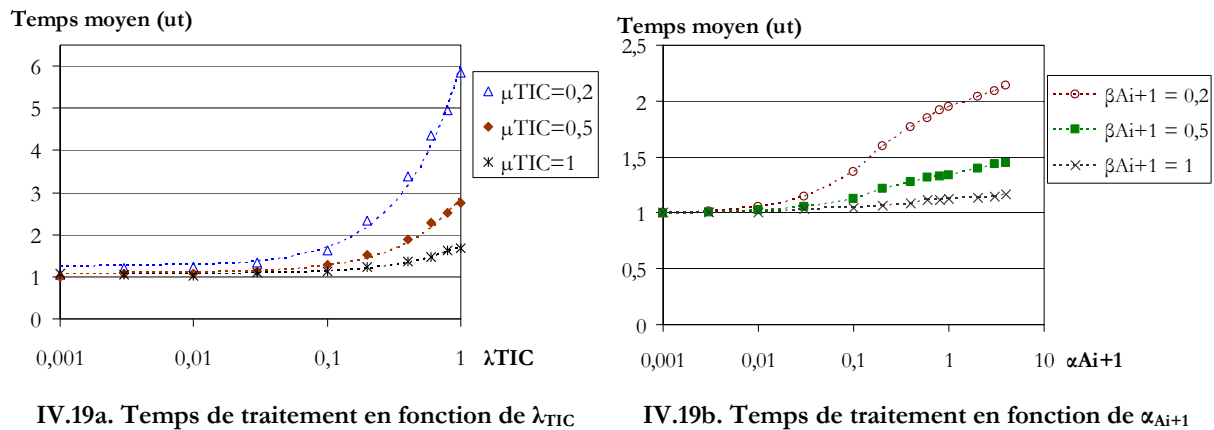 Temps moyen (ut)
6
5
4
3
2
1
0
0,001
0,01
0,1
1
λTIC
μTIC=0,2
μTIC=0,5
μTIC=1
IV.19a. Temps de traitement en fonction de λTIC
Temps moyen (ut)
2,5
2
1,5
1
0,5
0
0,001
0,01
0,1
1
10
αAi+1
βAi+1 = 0,2
βAi+1 = 0,5
βAi+1 = 1
IV.19b. Temps de traitement en fonction de αAi+1